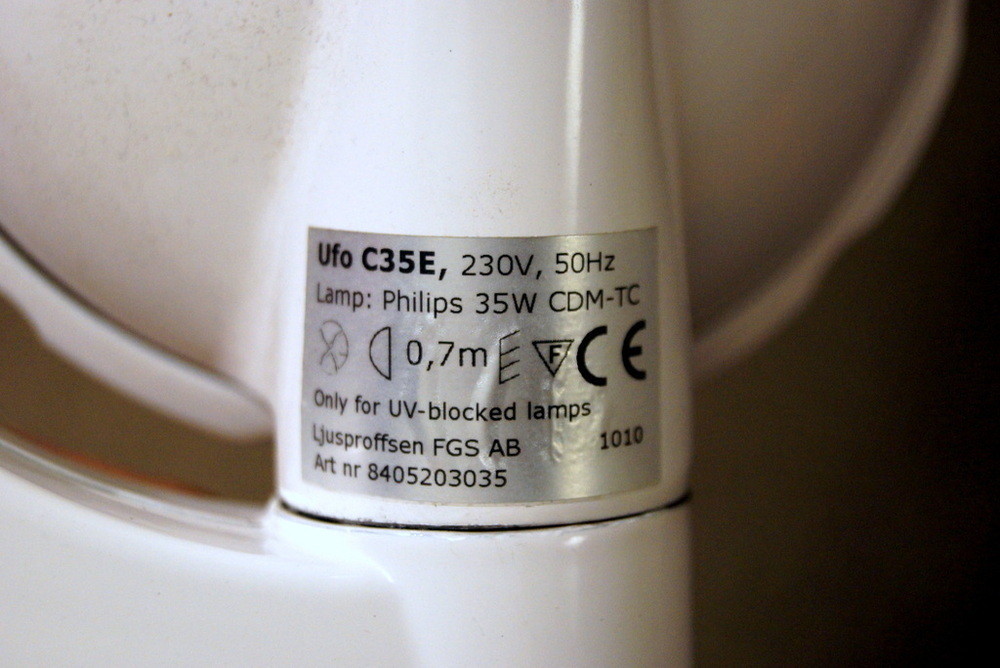 Ufo C35E, 230V, 50Hz
Lamp: Philips 35W CDM-TC
0,7m F CE
Only for UV-blocked lamps
Ljusproffsen FGS AB 1010
Art nr 8405203035